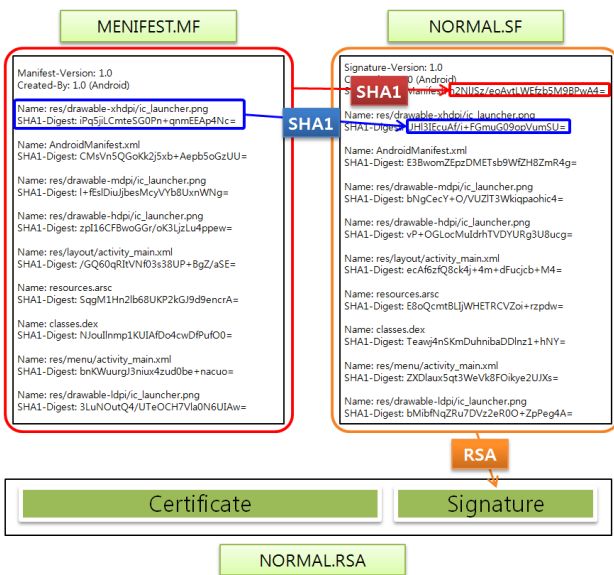 MENIFEST.MF
Manifest-Version: 1.0
Created-By: 1.0 (Android)
Name: res/drawable-xhdpi/ic_launcher.png
SHA1-Digest: iPq5jiLCmteSG0Pn+qnmEEAp4Nc=
Name: AndroidManifest.xml
SHA1-Digest: CMsVn5QGoKk2j5xb+Aepb5oGzUU=
Name: res/drawable-mdpi/ic_launcher.png
SHA1-Digest: l+fEslDiuJjbesMcyVYb8UxnWNg=
Name: res/drawable-hdpi/ic_launcher.png
SHA1-Digest: zpI16CFBwoGGr/oK3LjzLu4ppew=
Name: res/layout/activity_main.xml
SHA1-Digest: /GQ60qRItVNf03s38UP+BgZ/aSE=
Name: resources.arsc
SHA1-Digest: SqgM1Hn2lb68UKP2kGJ9d9encrA=
Name: classes.dex
SHA1-Digest: NJouIlnmp1KUIAfDo4cwDfPufO0=
Name: res/menu/activity_main.xml
SHA1-Digest: bnKWuurgJ3niux4zud0be+nacuo=
Name: res/drawable-ldpi/ic_launcher.png
SHA1-Digest: 3LuNOutQ4/UTeOCH7Vla0N6UIAw=
SHA1
SHA1
NORMAL.SF
Signature-Version: 1.0
(Android)
2NlJSz/eoAvtLWEfzb5M9BPwA4=
Name: res/drawable-xhdpi/ic_launcher.png
SHA1-Digest: JHl3IEcuAf/i+FGmuG09opVumSU=
Name: AndroidManifest.xml
SHA1-Digest: E3BwomZEpzDMETsb9WfZH8ZmR4g=
Name: res/drawable-mdpi/ic_launcher.png
SHA1-Digest: bNgCecY+O/VUZlT3Wkiqpaohic4=
Name: res/drawable-hdpi/ic_launcher.png
SHA1-Digest: vP+OGLocMuIdrhTVDYURg3U8ucg=
Name: res/layout/activity_main.xml
SHA1-Digest: ecAf6zfQ8ck4j+4m+dFucjcb+M4=
Name: resources.arsc
SHA1-Digest: E8oQcmtBLIjWHETRCVZoi+rzpdw=
Name: classes.dex
SHA1-Digest: Teawj4nSKmDuhnibaDDlnz1+hNY=
Name: res/menu/activity_main.xml
SHA1-Digest: ZXDlaux5qt3WeVk8FOikye2UJXs=
Name: res/drawable-ldpi/ic_launcher.png
SHA1-Digest: bMibfNqZRu7DVz2eR0O+ZpPeg4A=
RSA
Certificate
Signature
NORMAL.RSA